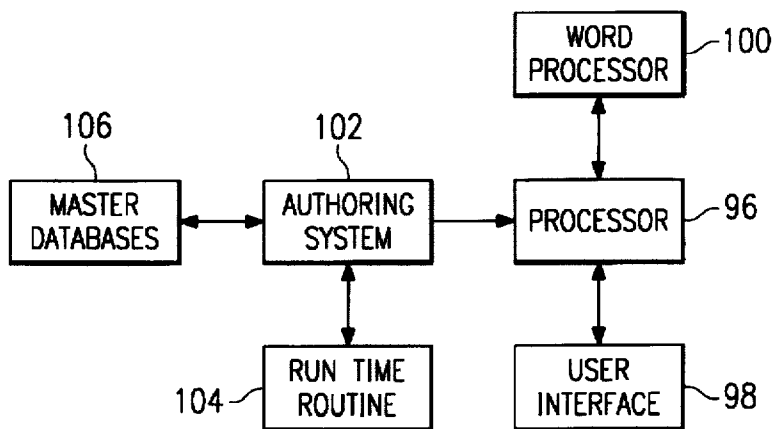 WORD
PROCESSOR
100
106
MASTER
DATABASES
102
AUTHORING
SYSTEM
PROCESSOR
96
104
RUN TIME
ROUTINE
USER
INTERFACE
98